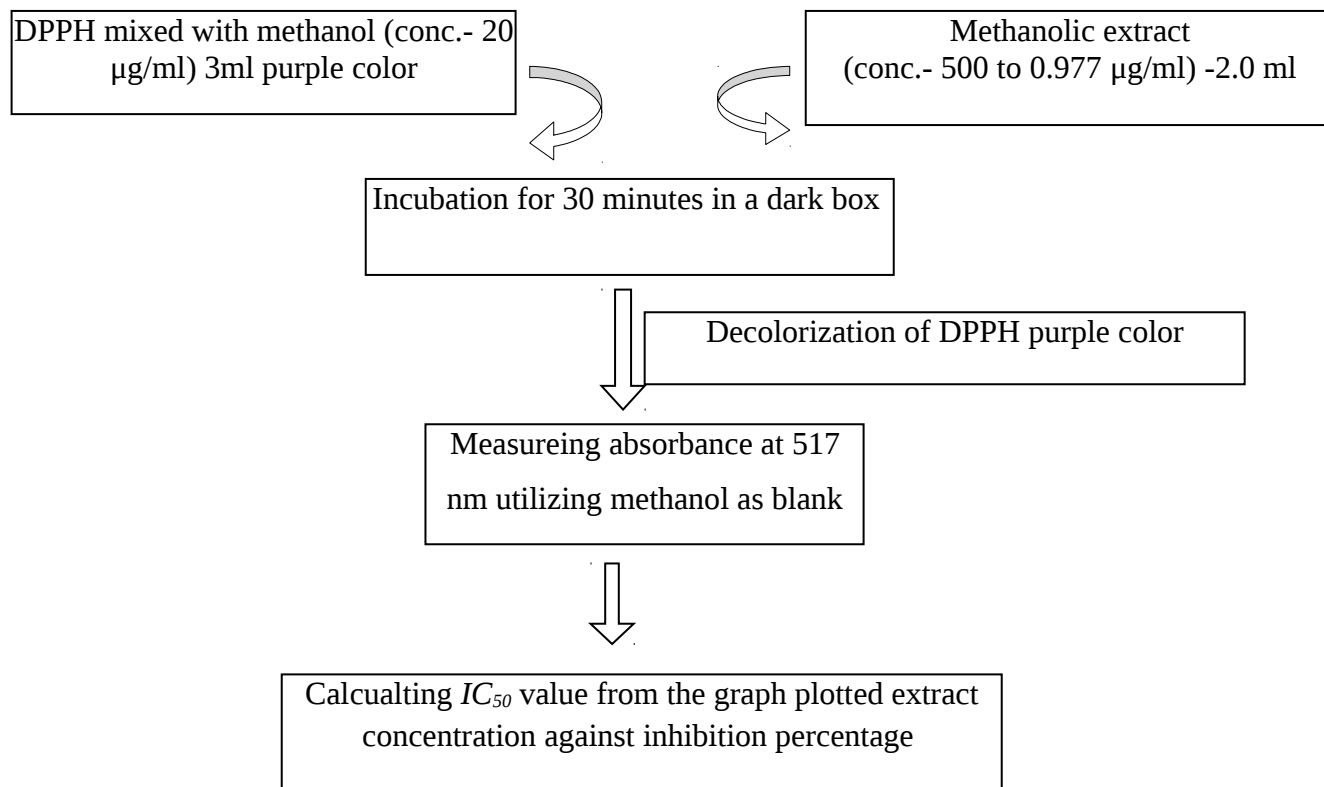 DPPH mixed with methanol (conc.- 20
μg/ml) 3ml purple color
Methanolic extract
(conc.- 500 to 0.977 μg/ml) -2.0 ml
Incubation for 30 minutes in a dark box
Decolorization of DPPH purple color
Measureing absorbance at 517
nm utilizing methanol as blank
Calcualting IC50 value from the graph plotted extract
concentration against inhibition percentage